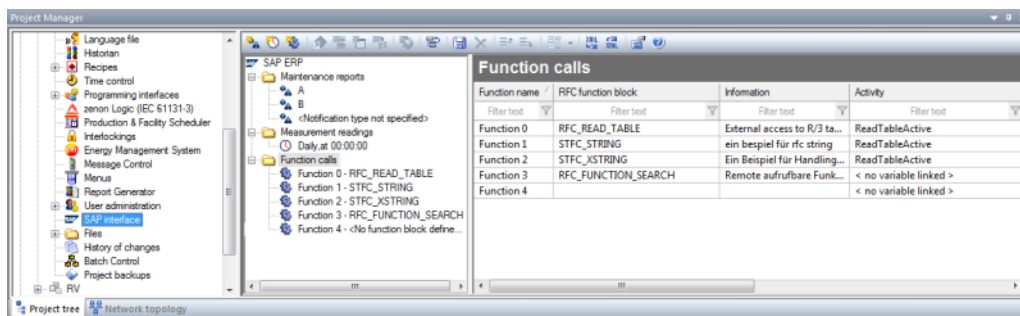 Project Manager
Language file
Historian
Recipes
Time control
Programming interfaces
zenon Logic (IEC 61131-3)
Production & Facility Scheduler
Interlockings
Energy Management System
Message Control
Menus
Report Generator
User administration
SAP interface
Files
History of changes
Batch Control
Project backups
RV
Project tree
Network topology
SAP ERP
Maintenance reports
A
B
<Notification type not specified>
Measurement readings
Daily,at 00:00:00
Function calls
Function 0 - RFC_READ_TABLE
Function 1 - STFC_STRING
Function 2 - STFC_XSTRING
Function 3 - RFC_FUNCTION_SEARCH
Function 4 - <No function block define...
Function calls
Function name RFC function block Information Activity
Filter text Filter text Filter text Filter text
Function 0 RFC_READ_TABLE External access to R/3 ta... ReadTableActive
Function 1 STFC_STRING ein bespiel für rfc string ReadTableActive
Function 2 STFC_XSTRING Ein Beispiel für Handling... ReadTableActive
Function 3 RFC_FUNCTION_SEARCH Remote aufrufbare Funk... < no variable linked >
Function 4 < no variable linked >